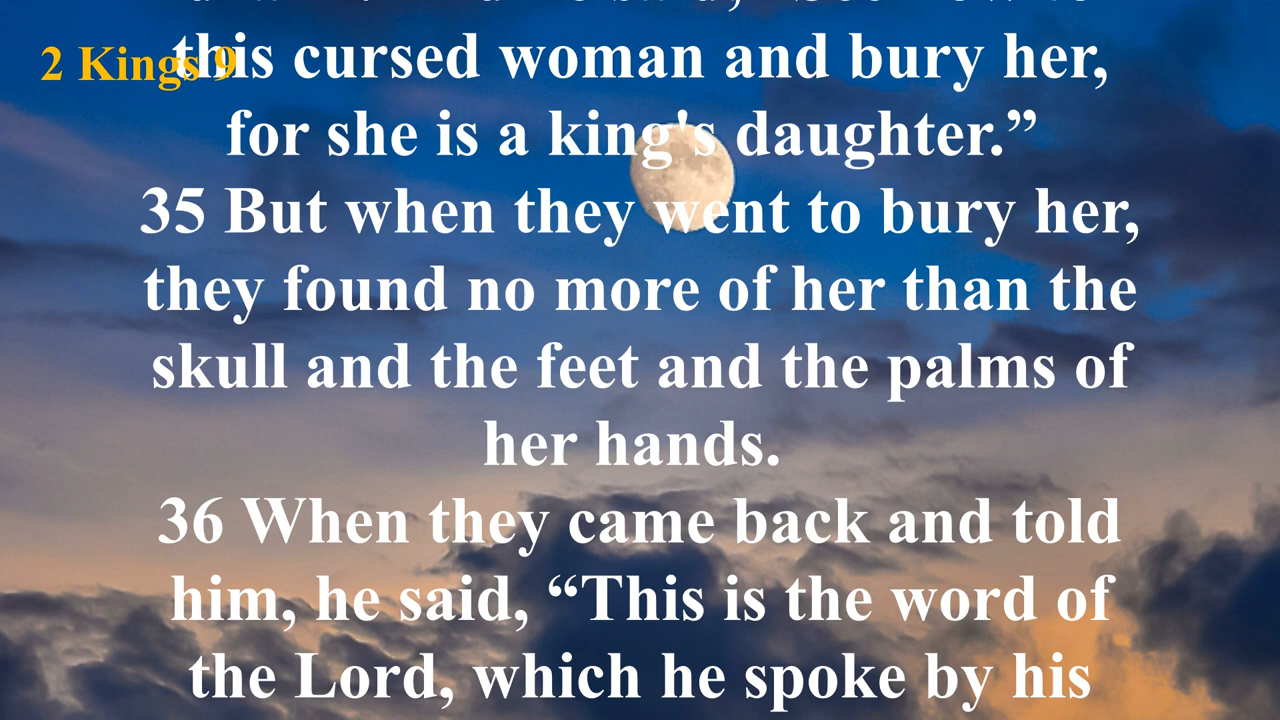 2 Kings 9
this cursed woman and bury her,
for she is a king's daughter.”
35 But when they went to bury her,
they found no more of her than the
skull and the feet and the palms of
her hands.
36 When they came back and told
him, he said, “This is the word of
the Lord, which he spoke by his